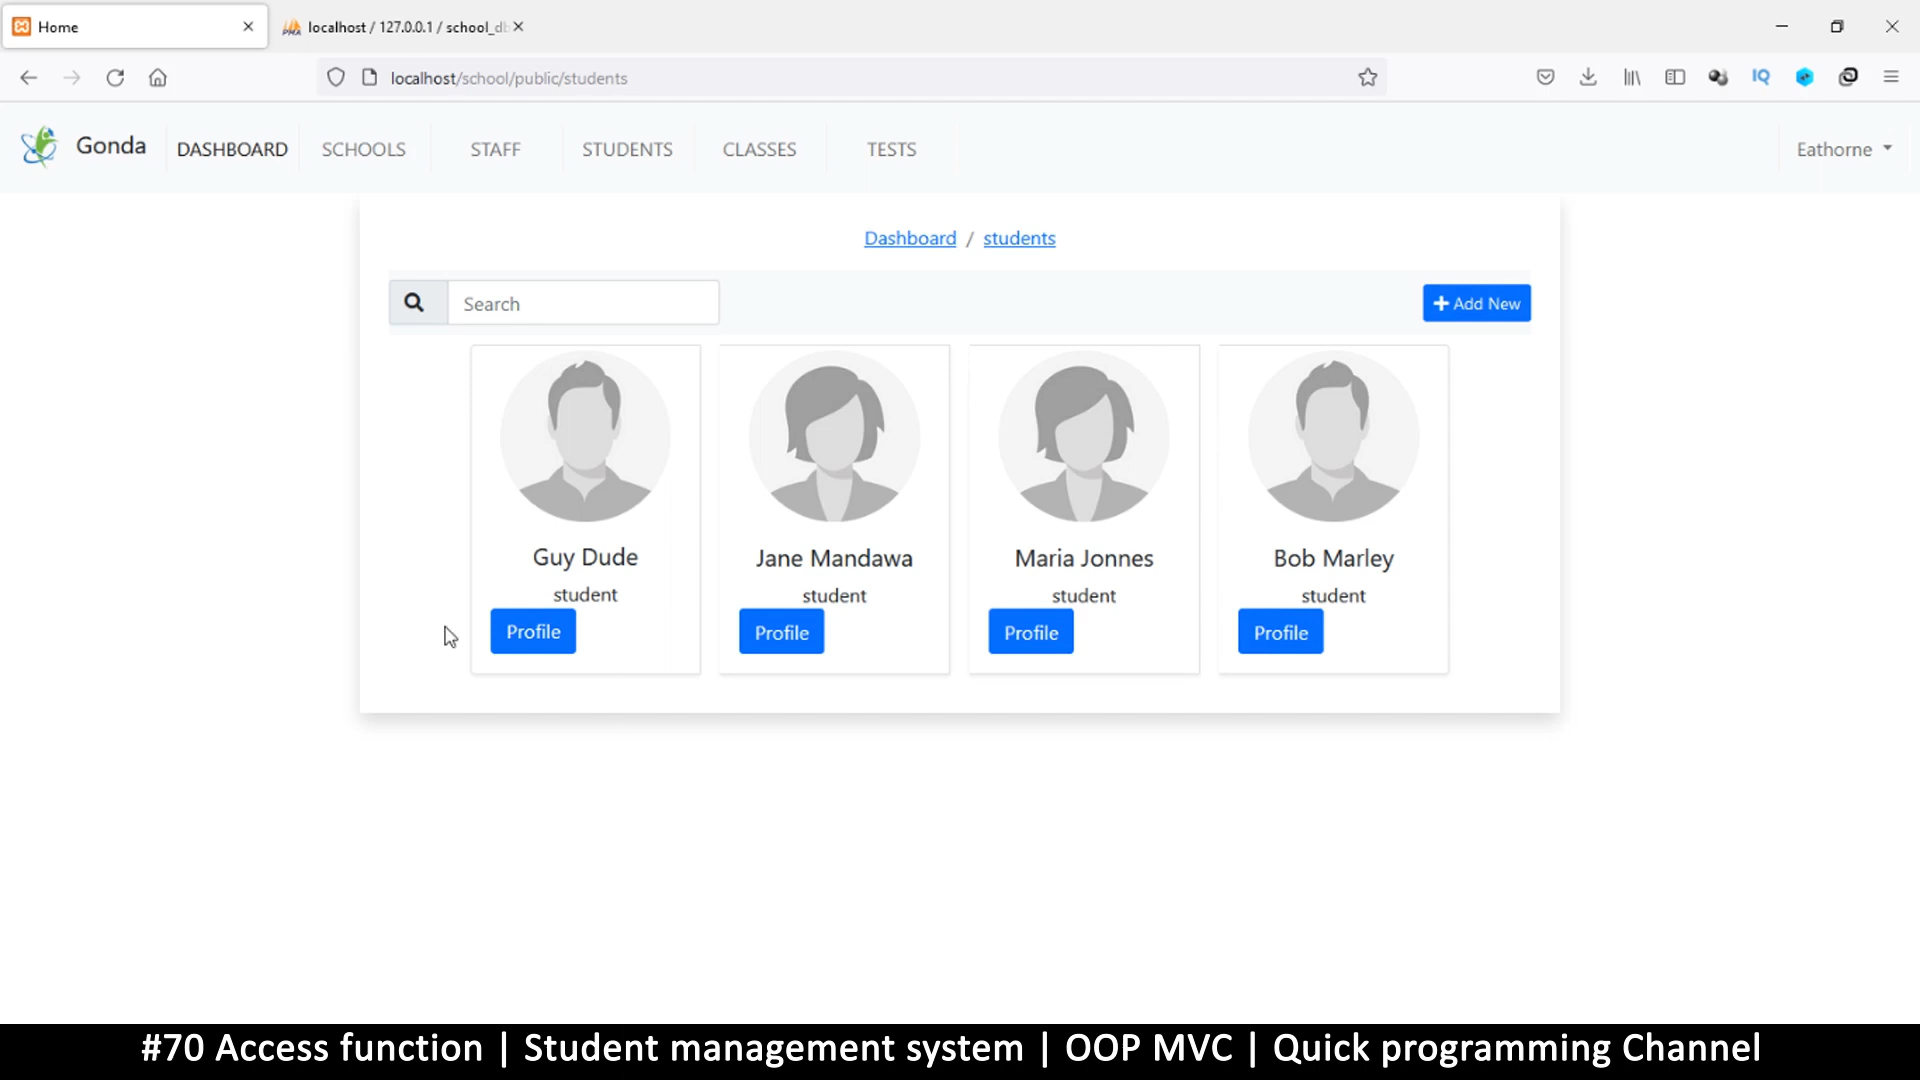 Home
localhost / 127.0.0.1 / school_db
localhost/school/public/students
IQ
Gonda
DASHBOARD
SCHOOLS
STAFF
STUDENTS
CLASSES
TESTS
Eathorne
Dashboard / students
Search
Add New
Guy Dude
student
Profile
Jane Mandawa
student
Profile
Maria Jonnes
student
Profile
Bob Marley
student
Profile
#70 Access function | Student management system | OOP MVC | Quick programming Channel